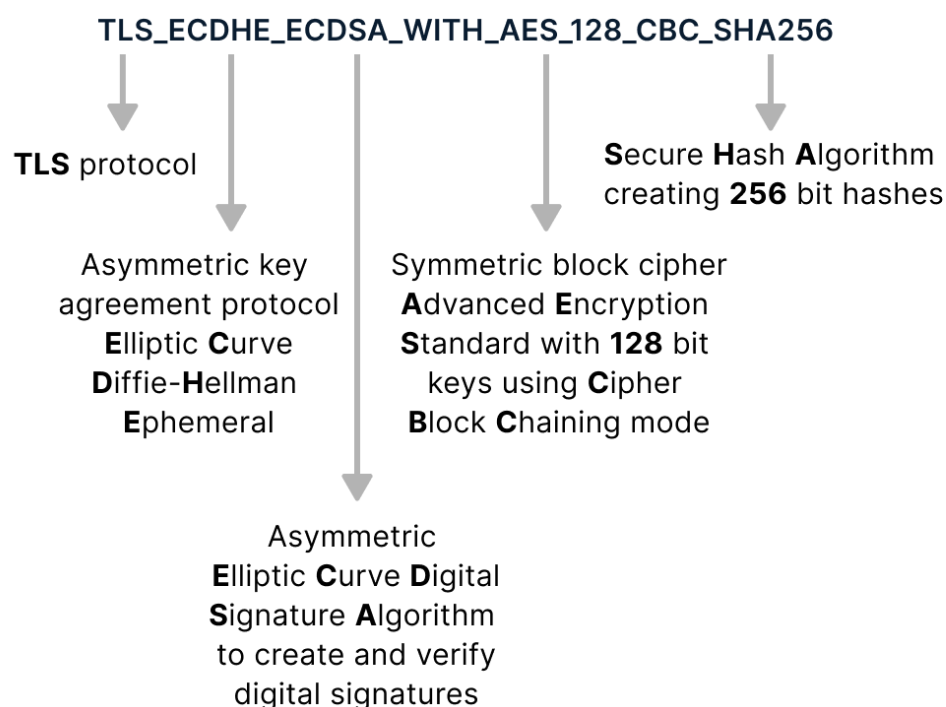 TLS_ECDHE_ECDSA_WITH_AES_128_CBC_SHA256
TLS protocol
Secure Hash Algorithm
creating 256 bit hashes
Asymmetric key
agreement protocol
Elliptic Curve
Diffie-Hellman
Ephemeral
Symmetric block cipher
Advanced Encryption
Standard with 128 bit
keys using Cipher
Block Chaining mode
Asymmetric
Elliptic Curve Digital
Signature Algorithm
to create and verify
digital signatures